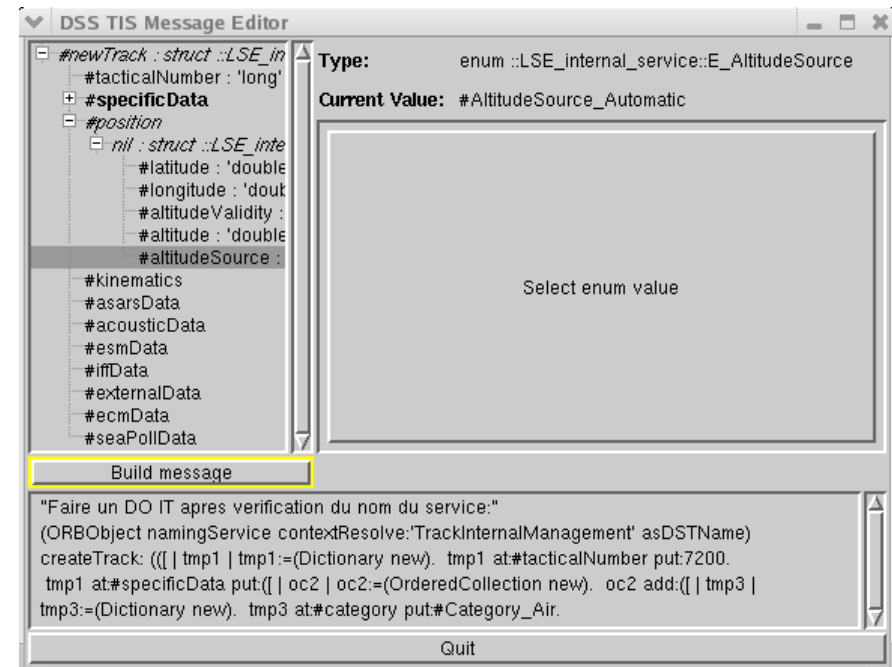 DSS TIS Message Editor
#newTrack : struct ::LSE_in
#tacticalNumber : 'long'
#specificData
#position
nil : struct ::LSE_inte
#latitude : 'double
#longitude : 'doub
#altitudeValidity :
#altitude : 'double
#altitudeSource :
#kinematics
#asarsData
#acousticData
#esmData
#iffData
#externalData
#ecmData
#seaPollData
Build message
Type: enum ::LSE_internal_service::E_AltitudeSource
Current Value: #AltitudeSource_Automatic
Select enum value
"Faire un DO IT apres verification du nom du service:"
(ORBObject namingService contextResolve:'TrackInternalManagement' asDSTName)
createTrack: (([ | tmp1 | tmp1:=(Dictionary new). tmp1 at:#tacticalNumber put:7200.
tmp1 at:#specificData put:([ | oc2 | oc2:=(OrderedCollection new). oc2 add:([ | tmp3 |
tmp3:=(Dictionary new). tmp3 at:#category put:#Category_Air.
Quit